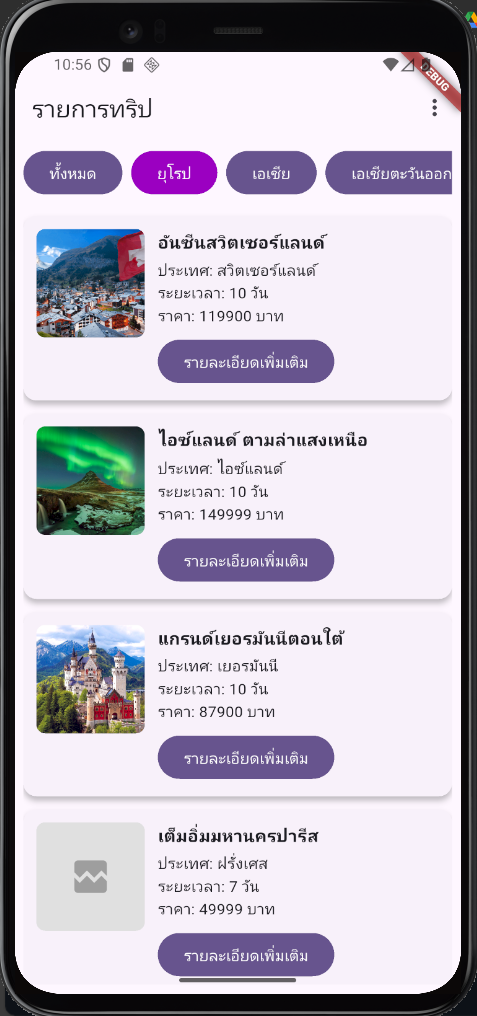 10:56
DEBUG
รายการทริป
ทั้งหมด
ยุโรป
เอเชีย
เอเชียตะวันออก
อันซีนสวิตเซอร์แลนด์
ประเทศ: สวิตเซอร์แลนด์
ระยะเวลา: 10 วัน
ราคา: 119900 บาท
รายละเอียดเพิ่มเติม
ไอซ์แลนด์ ตามล่าแสงเหนือ
ประเทศ: ไอซ์แลนด์
ระยะเวลา: 10 วัน
ราคา: 149999 บาท
รายละเอียดเพิ่มเติม
แกรนด์เยอรมันนีตอนใต้
ประเทศ: เยอรมันนี
ระยะเวลา: 10 วัน
ราคา: 87900 บาท
รายละเอียดเพิ่มเติม
เต็มอิ่มมหานครปารีส
ประเทศ: ฝรั่งเศส
ระยะเวลา: 7 วัน
ราคา: 49999 บาท
รายละเอียดเพิ่มเติม